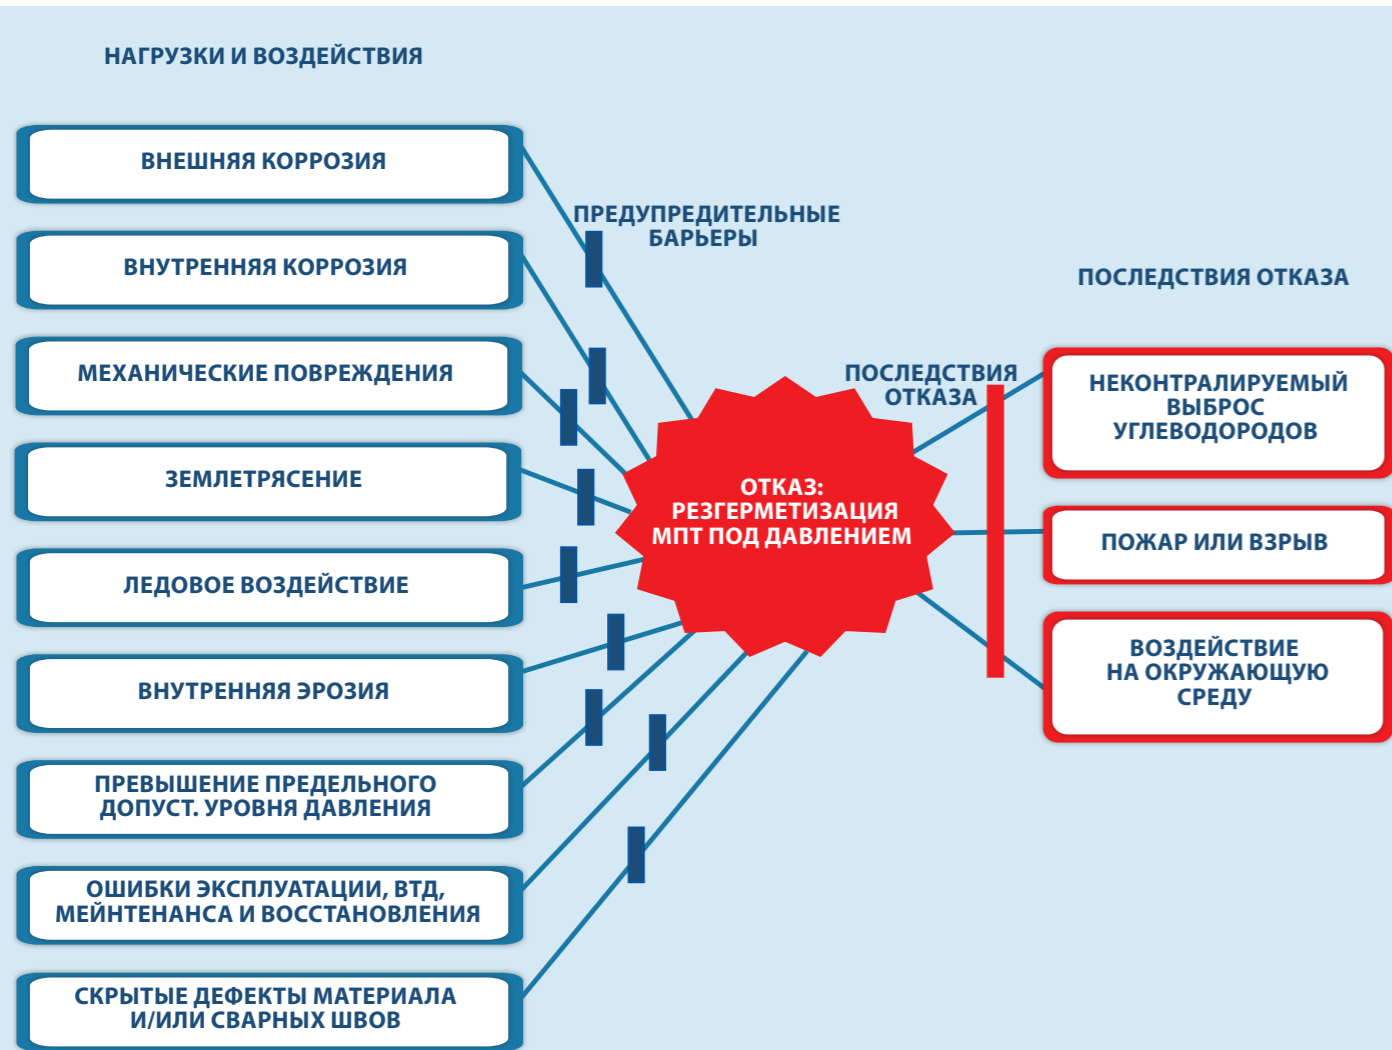 НАГРУЗКИ И ВОЗДЕЙСТВИЯ
ВНЕШНЯЯ КОРРОЗИЯ
ВНУТРЕННЯЯ КОРРОЗИЯ
МЕХАНИЧЕСКИЕ ПОВРЕЖДЕНИЯ
ЗЕМЛЕТРЯСЕНИЕ
ЛЕДОВОЕ ВОЗДЕЙСТВИЕ
ВНУТРЕННЯЯ ЭРОЗИЯ
ПРЕВЫШЕНИЕ ПРЕДЕЛЬНОГО
ДОПУСТ. УРОВНЯ ДАВЛЕНИЯ
ОШИБКИ ЭКСПЛУАТАЦИИ, ВТД,
МЕЙНТЕНАНСА И ВОССТАНОВЛЕНИЯ
СКРЫТЫЕ ДЕФЕКТЫ МАТЕРИАЛА
И/ИЛИ СВАРНЫХ ШВОВ
ПРЕДУПРЕДИТЕЛЬНЫЕ
БАРЬЕРЫ
ОТКАЗ:
РЕЗГЕРМЕТИЗАЦИЯ
МПТ ПОД ДАВЛЕНИЕМ
ПОСЛЕДСТВИЯ
ОТКАЗА
ПОСЛЕДСТВИЯ ОТКАЗА
НЕКОНТРАЛИРУЕМЫЙ
ВЫБРОС
УГЛЕВОДОРОДОВ
ПОЖАР ИЛИ ВЗРЫВ
ВОЗДЕЙСТВИЕ
НА ОКРУЖАЮЩУЮ
СРЕДУ